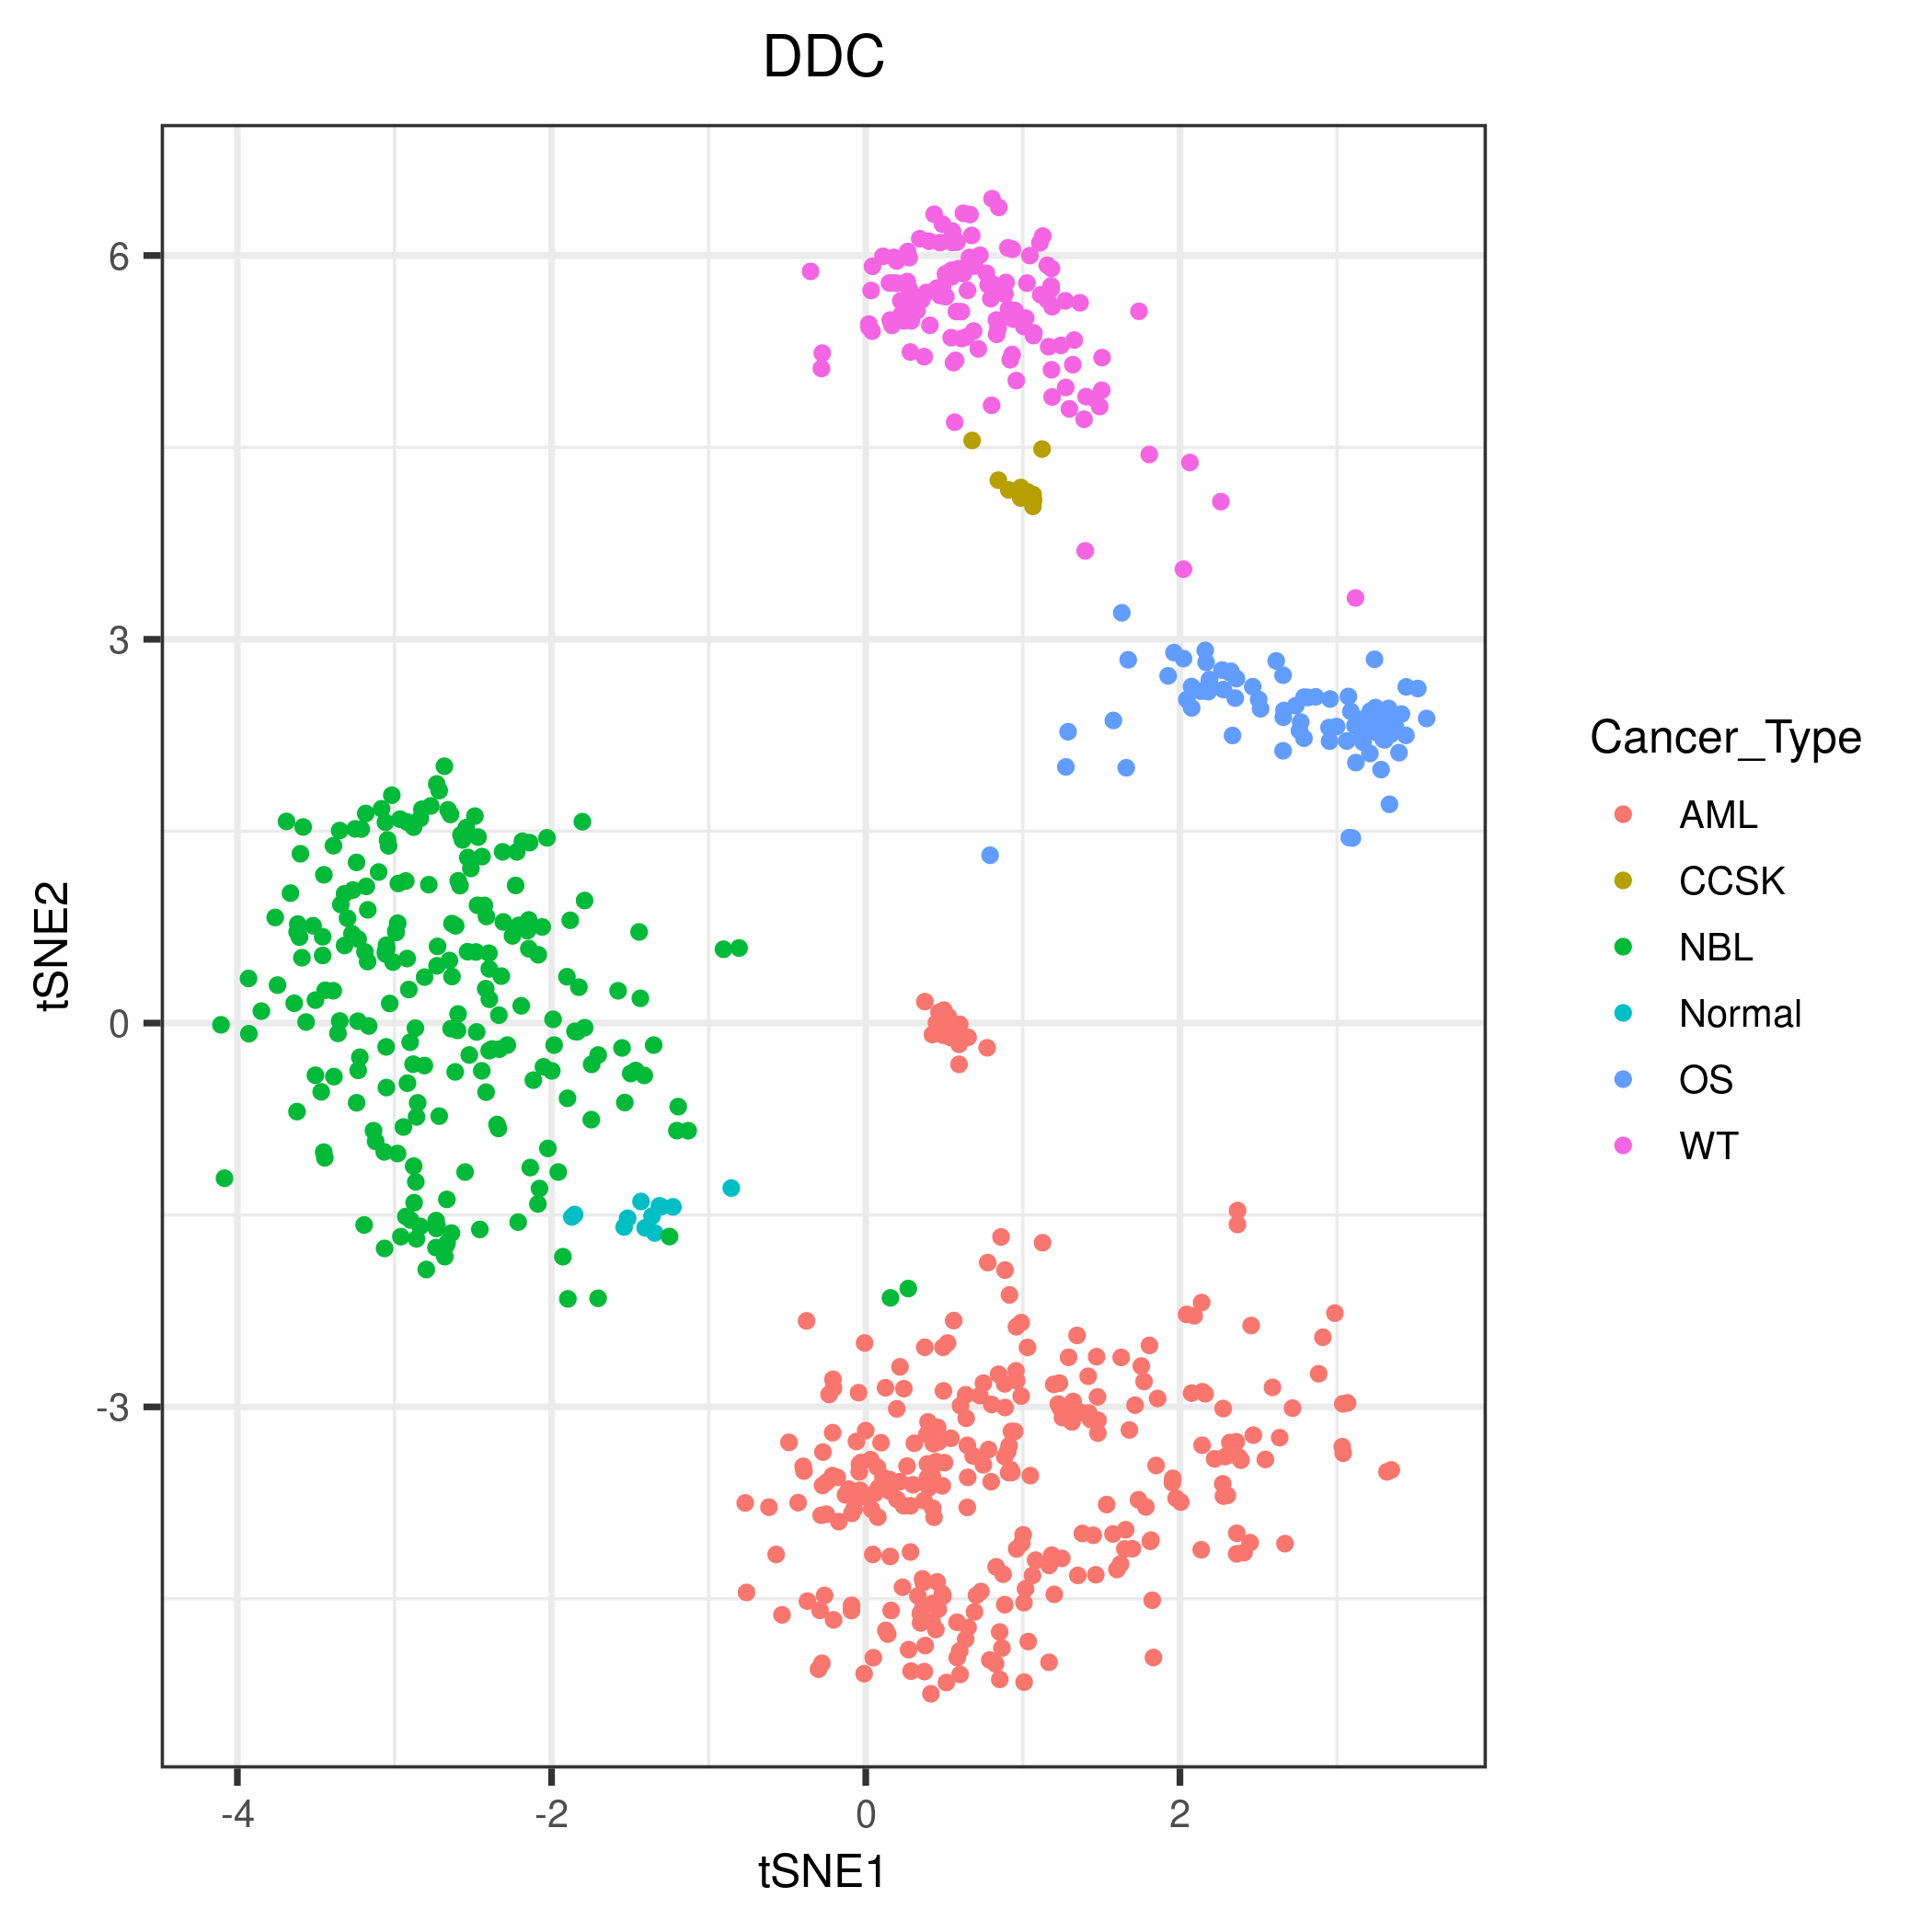 DDC
6
3
0
-3
tSNE2
-4 -2 0 2
tSNE1
Cancer_Type
AML
CCSK
NBL
Normal
OS
WT